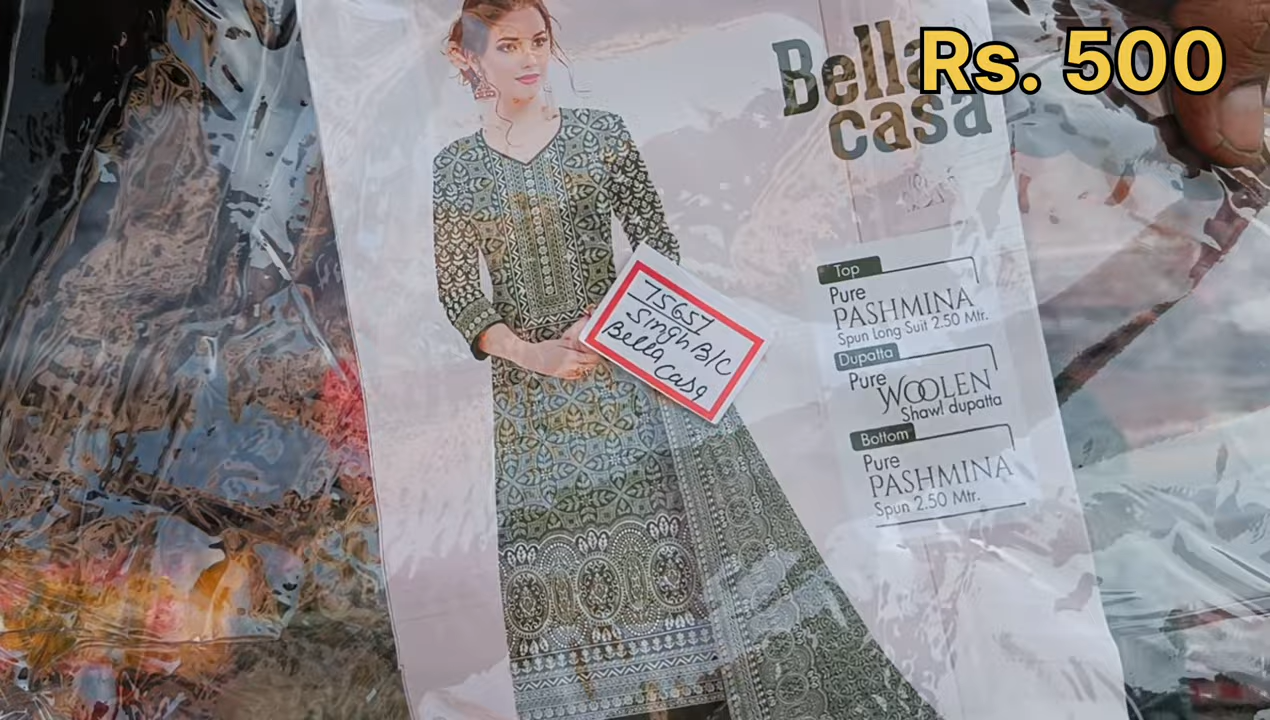 Rs. 500
Bella
casa
Top
Pure
PASHMINA
Spun Long Suit 2.50 Mtr.
Dupatta
Pure WOOLEN
Shawl dupatta
Bottom
Pure
PASHMINA
Spun 2.50 Mtr.
75657
Singh B/C
Bella Casa